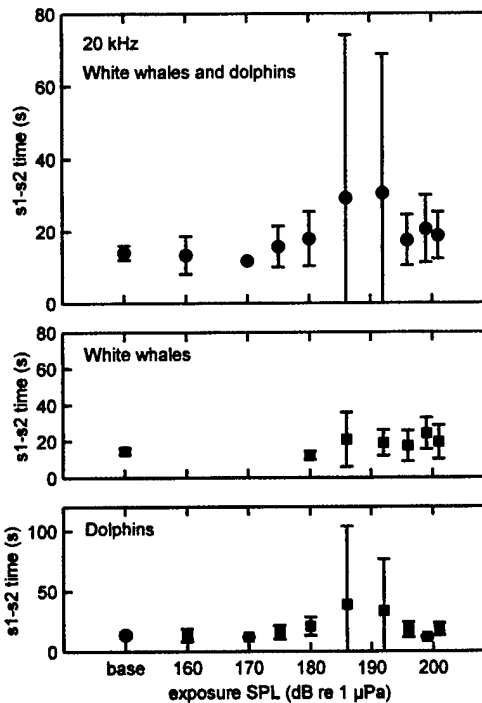 80
20 kHz
White whales and dolphins
60
40
20
0
s1-s2 time (s)
80
White whales
60
40
20
0
s1-s2 time (s)
100
Dolphins
50
0
s1-s2 time (s)
base 160 170 180 190 200
exposure SPL (dB re 1 µPa)